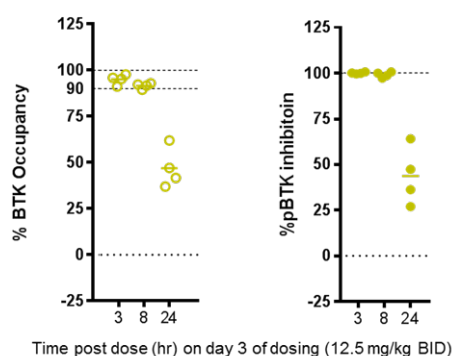 % BTK Occupancy
125
100
90
50
25
0
-25
3 8 24
%pBTK inhibitoin
125
100
75
50
25
0
-25
3 8 24
Time post dose (hr) on day 3 of dosing (12.5 mg/kg BID)